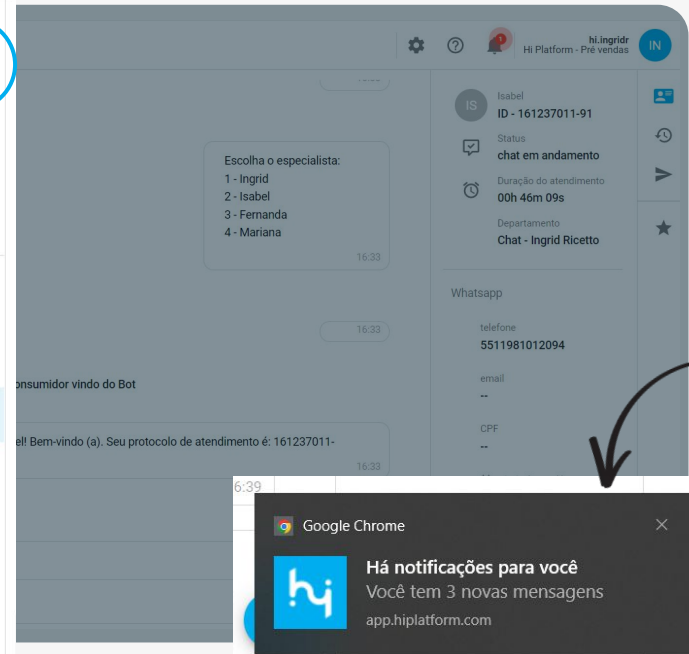 hi.ingridr
Hi Platform - Pré vendas
IN
1
IS
Isabel
ID - 161237011-91
Status
chat em andamento
Duração do atendimento
00h 46m 09s
Departamento
Chat - Ingrid Ricetto
Escolha o especialista:
1 - Ingrid
2 - Isabel
3 - Fernanda
4 - Mariana
16:33
Whatsapp
16:33
telefone
5511981012094
email
--
CPF
--
onsumidor vindo do Bot
el! Bem-vindo (a). Seu protocolo de atendimento é: 161237011-
16:33
6:39
Google Chrome
hi
Há notificações para você
Você tem 3 novas mensagens
app.hiplatform.com